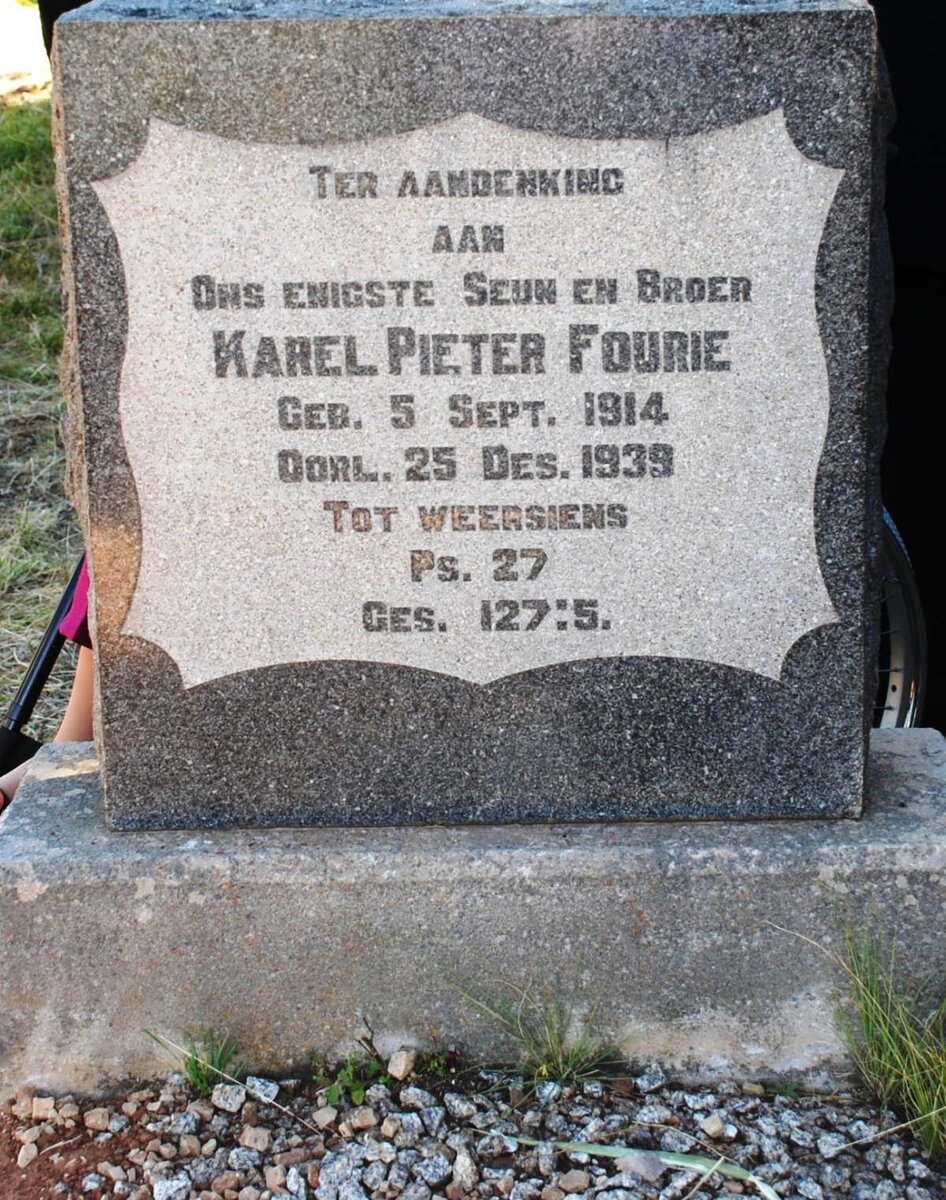 TER AANDENKING
AAN
ONS ENIGSTE SEUN EN BROER
KAREL PIETER FOURIE
GEB. 5 SEPT. 1914
OORL. 25 DES. 1939
TOT WEERSIENS
PS. 27
GES. 127:5.